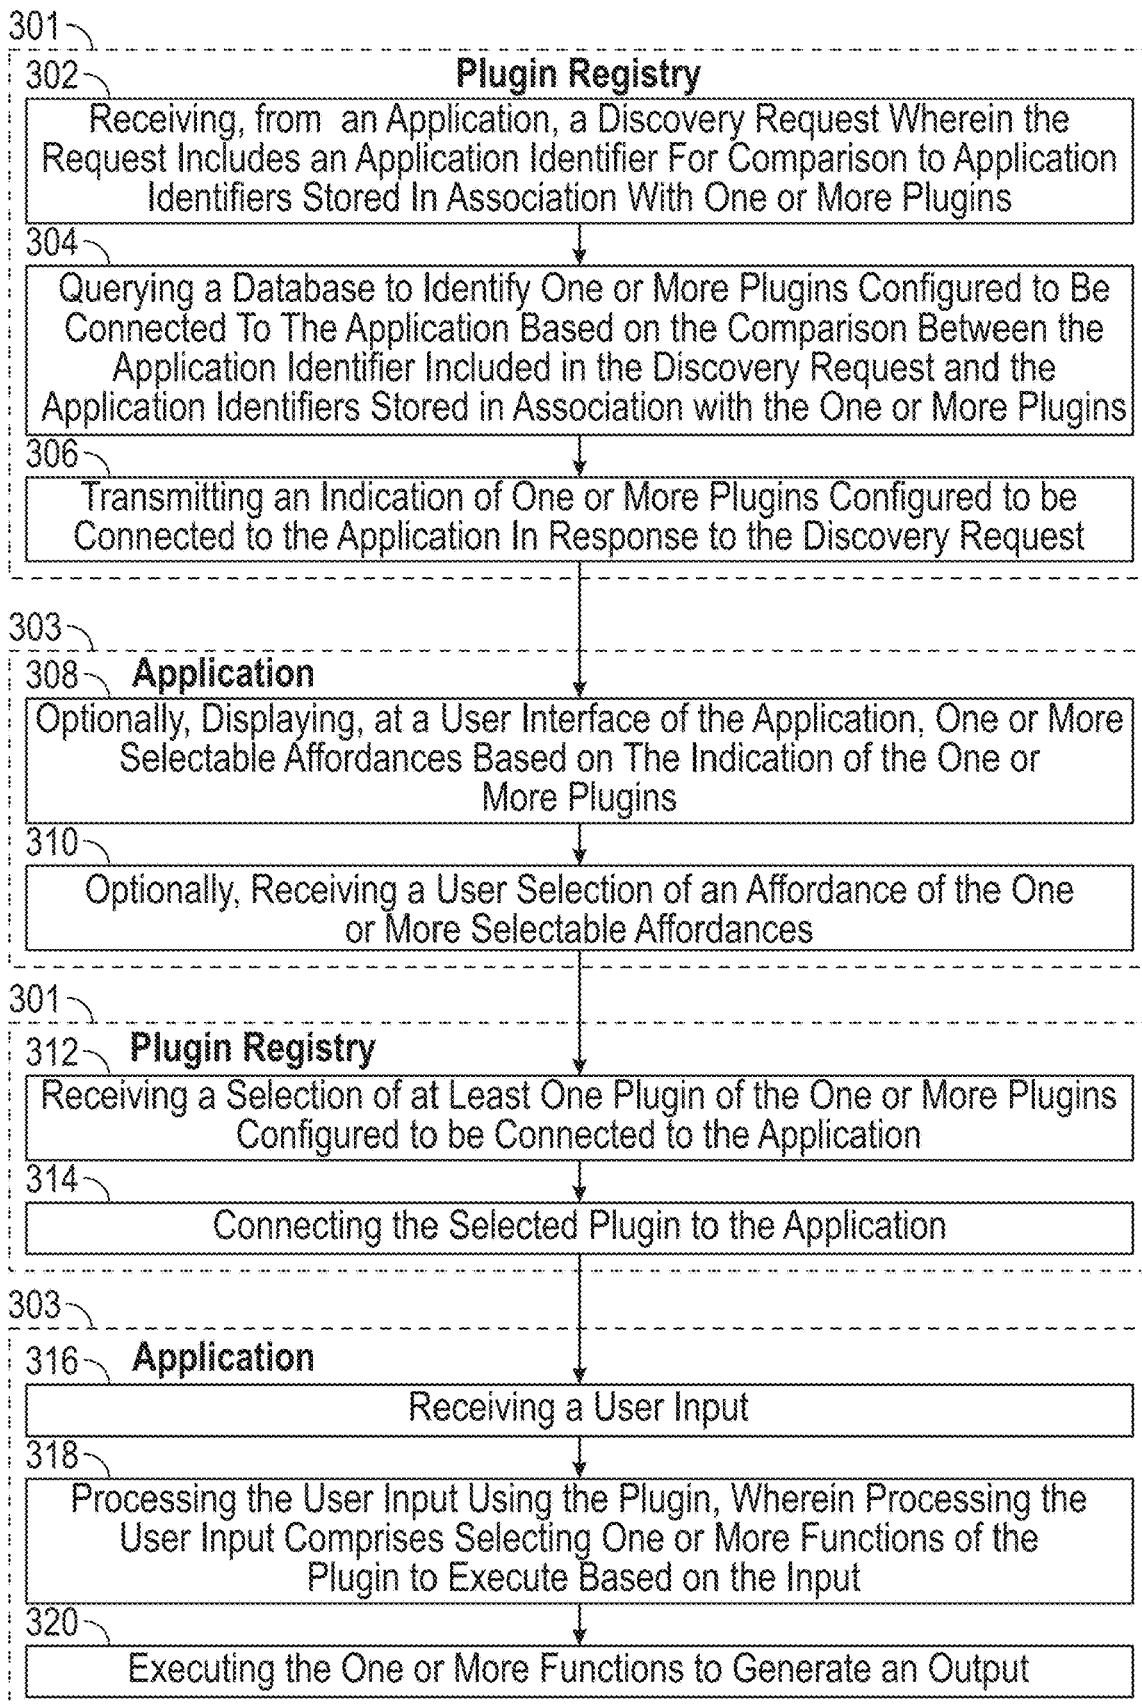 301
302
Plugin Registry
Receiving, from an Application, a Discovery Request Wherein the
Request Includes an Application Identifier For Comparison to Application
Identifiers Stored In Association With One or More Plugins
304
Querying a Database to Identify One or More Plugins Configured to Be
Connected To The Application Based on the Comparison Between the
Application Identifier Included in the Discovery Request and the
Application Identifiers Stored in Association with the One or More Plugins
306
Transmitting an Indication of One or More Plugins Configured to be
Connected to the Application In Response to the Discovery Request
303
308
Application
Optionally, Displaying, at a User Interface of the Application, One or More
Selectable Affordances Based on The Indication of the One or
More Plugins
310
Optionally, Receiving a User Selection of an Affordance of the One
or More Selectable Affordances
301
312
Plugin Registry
Receiving a Selection of at Least One Plugin of the One or More Plugins
Configured to be Connected to the Application
314
Connecting the Selected Plugin to the Application
303
316
Application
Receiving a User Input
318
Processing the User Input Using the Plugin, Wherein Processing the
User Input Comprises Selecting One or More Functions of the
Plugin to Execute Based on the Input
320
Executing the One or More Functions to Generate an Output